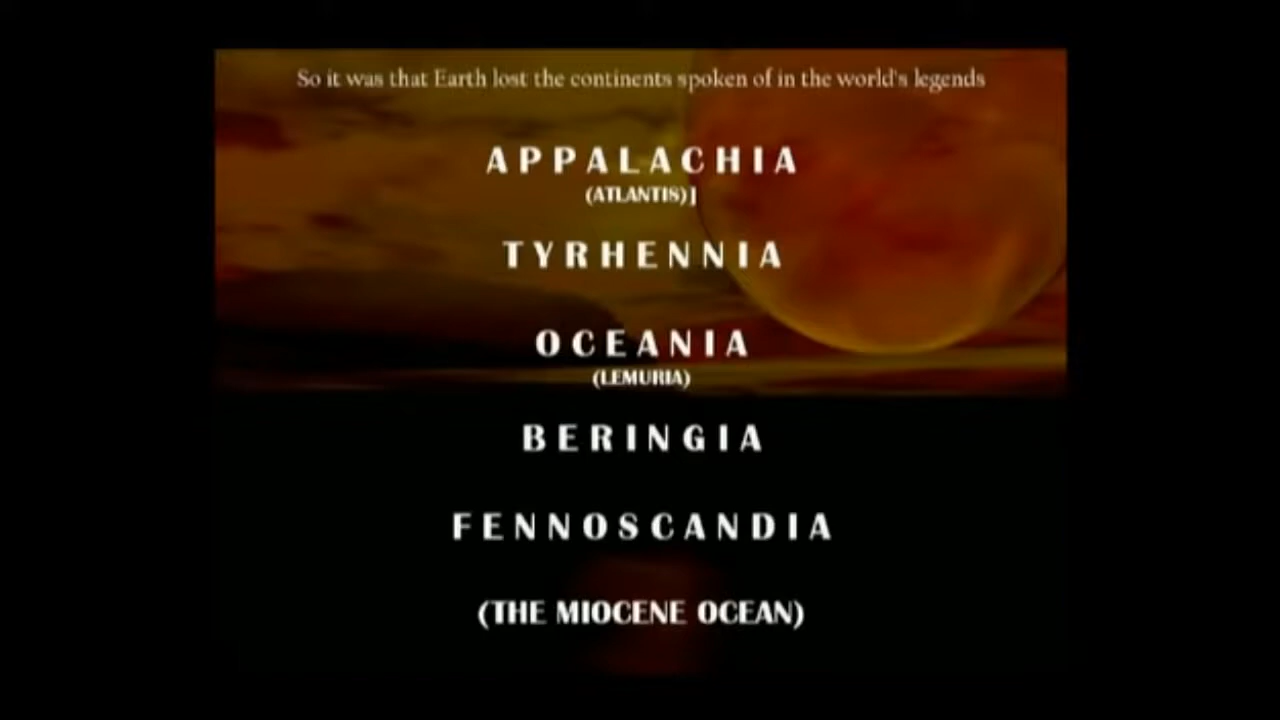 So it was that Earth lost the continents spoken of in the world's legends
APPALACHIA
(ATLANTIS)]
TYRHENNIA
OCEANIA
(LEMURIA)
BERINGIA
FENNOSCANDIA
(THE MIOCENE OCEAN)